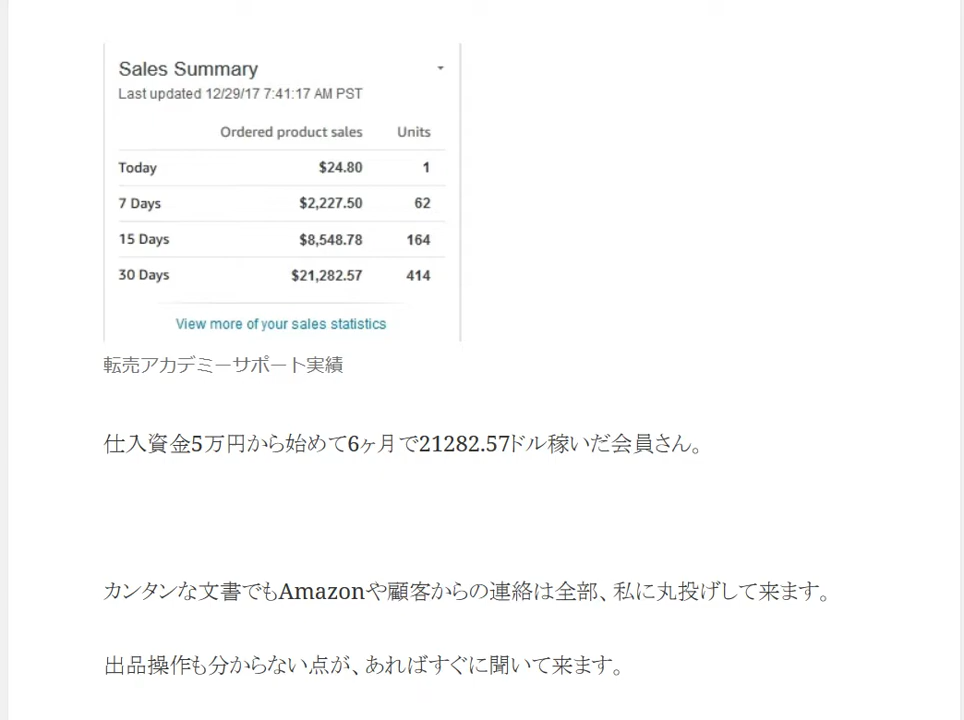 Sales Summary
Last updated 12/29/17 7:41:17 AM PST
Ordered product sales Units
Today $24.80 1
7 Days $2,227.50 62
15 Days $8,548.78 164
30 Days $21,282.57 414
View more of your sales statistics
転売アカデミーサポート実績
仕入資金5万円から始めて6ヶ月で21282.57ドル稼いだ会員さん。
カンタンな文書でもAmazonや顧客からの連絡は全部、私に丸投げして来ます。
出品操作も分からない点が、あればすぐに聞いて来ます。